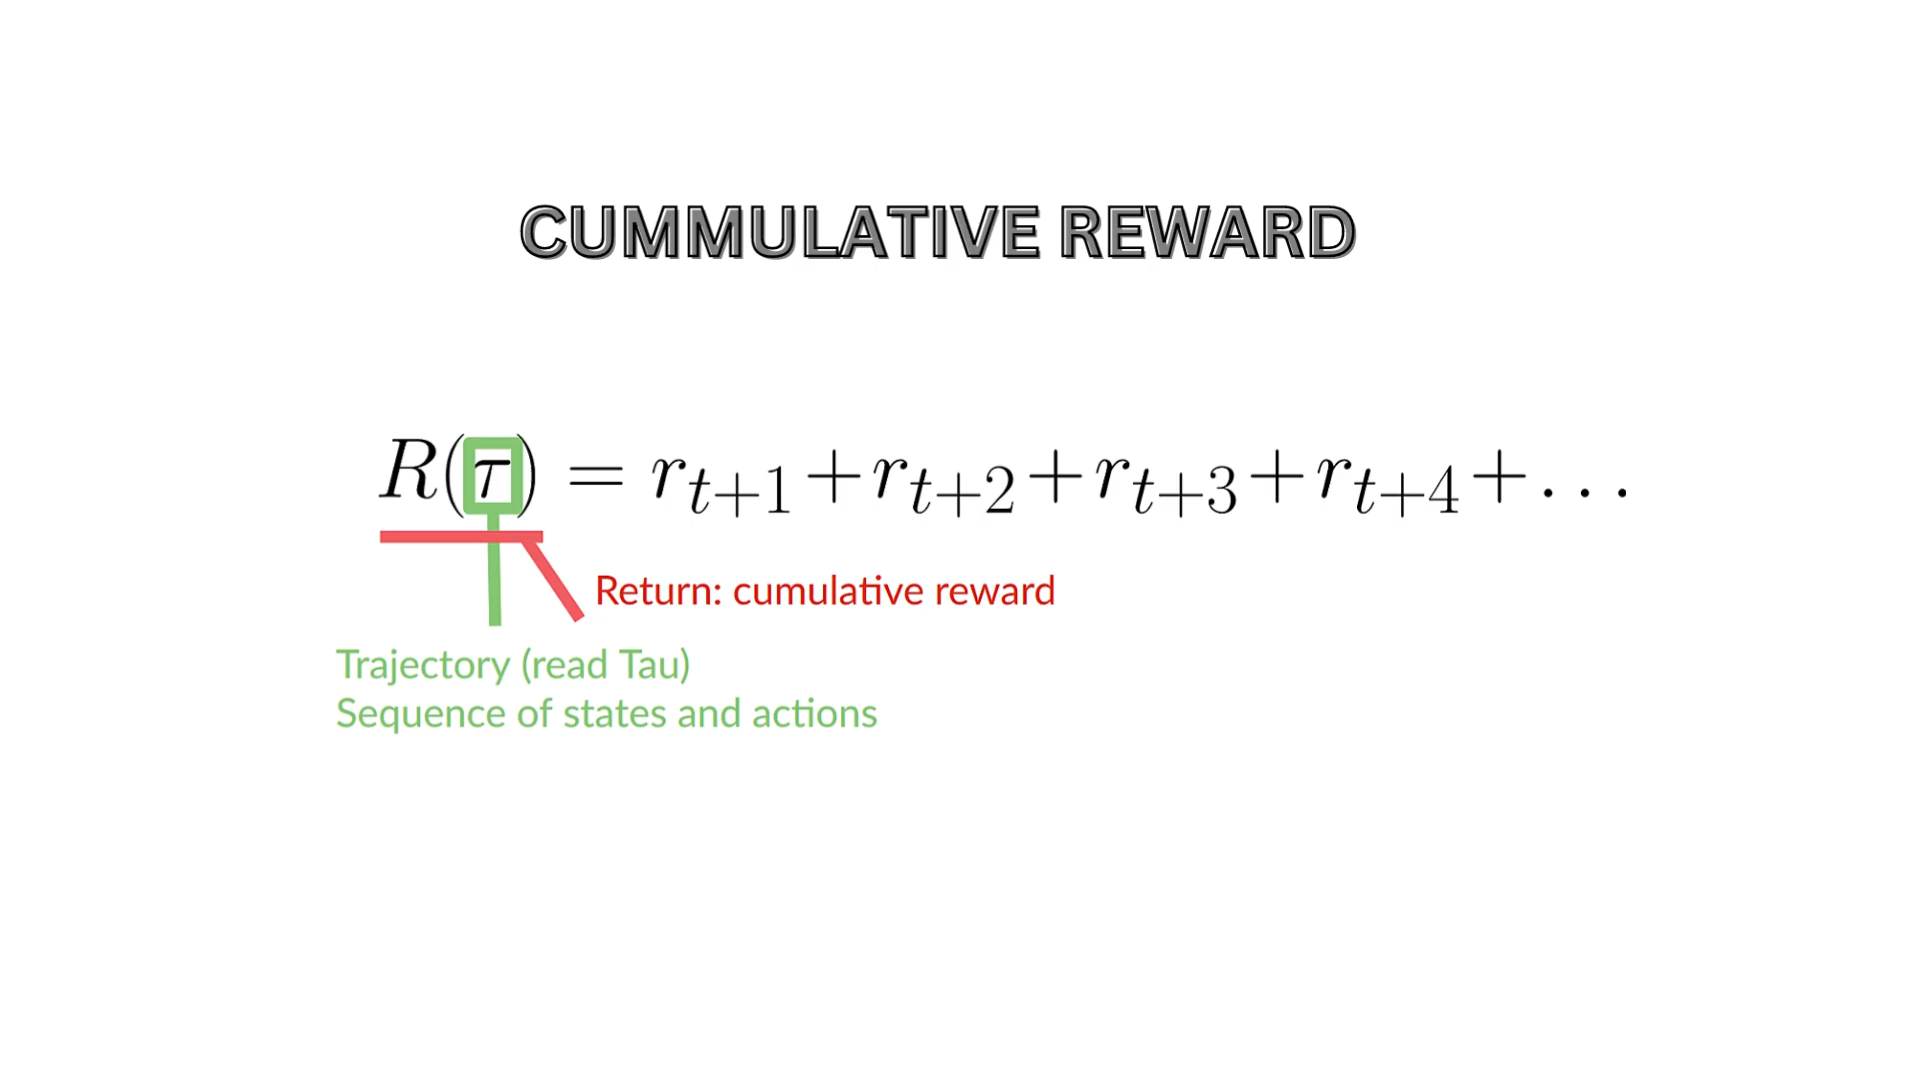 CUMMULATIVE REWARD
R(τ) = r_{t+1} + r_{t+2} + r_{t+3} + r_{t+4} + ...
Return: cumulative reward
Trajectory (read Tau)
Sequence of states and actions